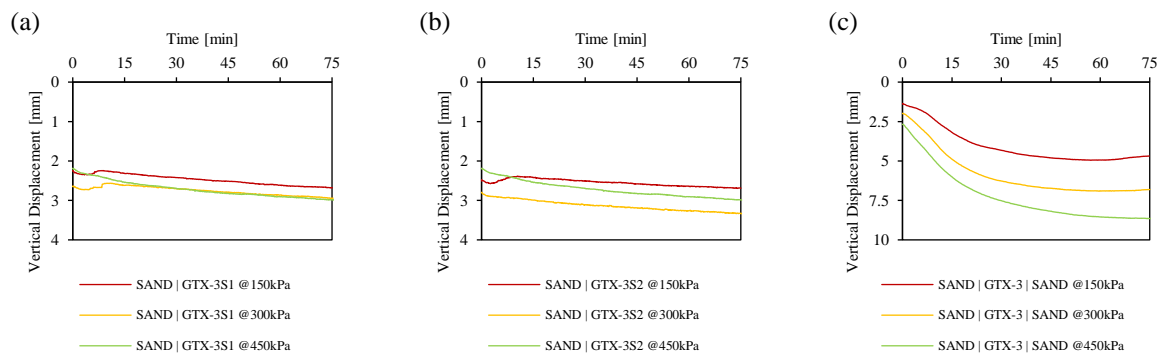 (a)
Time [min]
0 15 30 45 60 75
Vertical Displacement [mm]
0
1
2
3
4
SAND | GTX-3S1 @150kPa
SAND | GTX-3S1 @300kPa
SAND | GTX-3S1 @450kPa
(b)
Time [min]
0 15 30 45 60 75
Vertical Displacement [mm]
0
1
2
3
4
SAND | GTX-3S2 @150kPa
SAND | GTX-3S2 @300kPa
SAND | GTX-3S2 @450kPa
(c)
Time [min]
0 15 30 45 60 75
Vertical Displacement [mm]
0
2.5
5
7.5
10
SAND | GTX-3 | SAND @150kPa
SAND | GTX-3 | SAND @300kPa
SAND | GTX-3 | SAND @450kPa